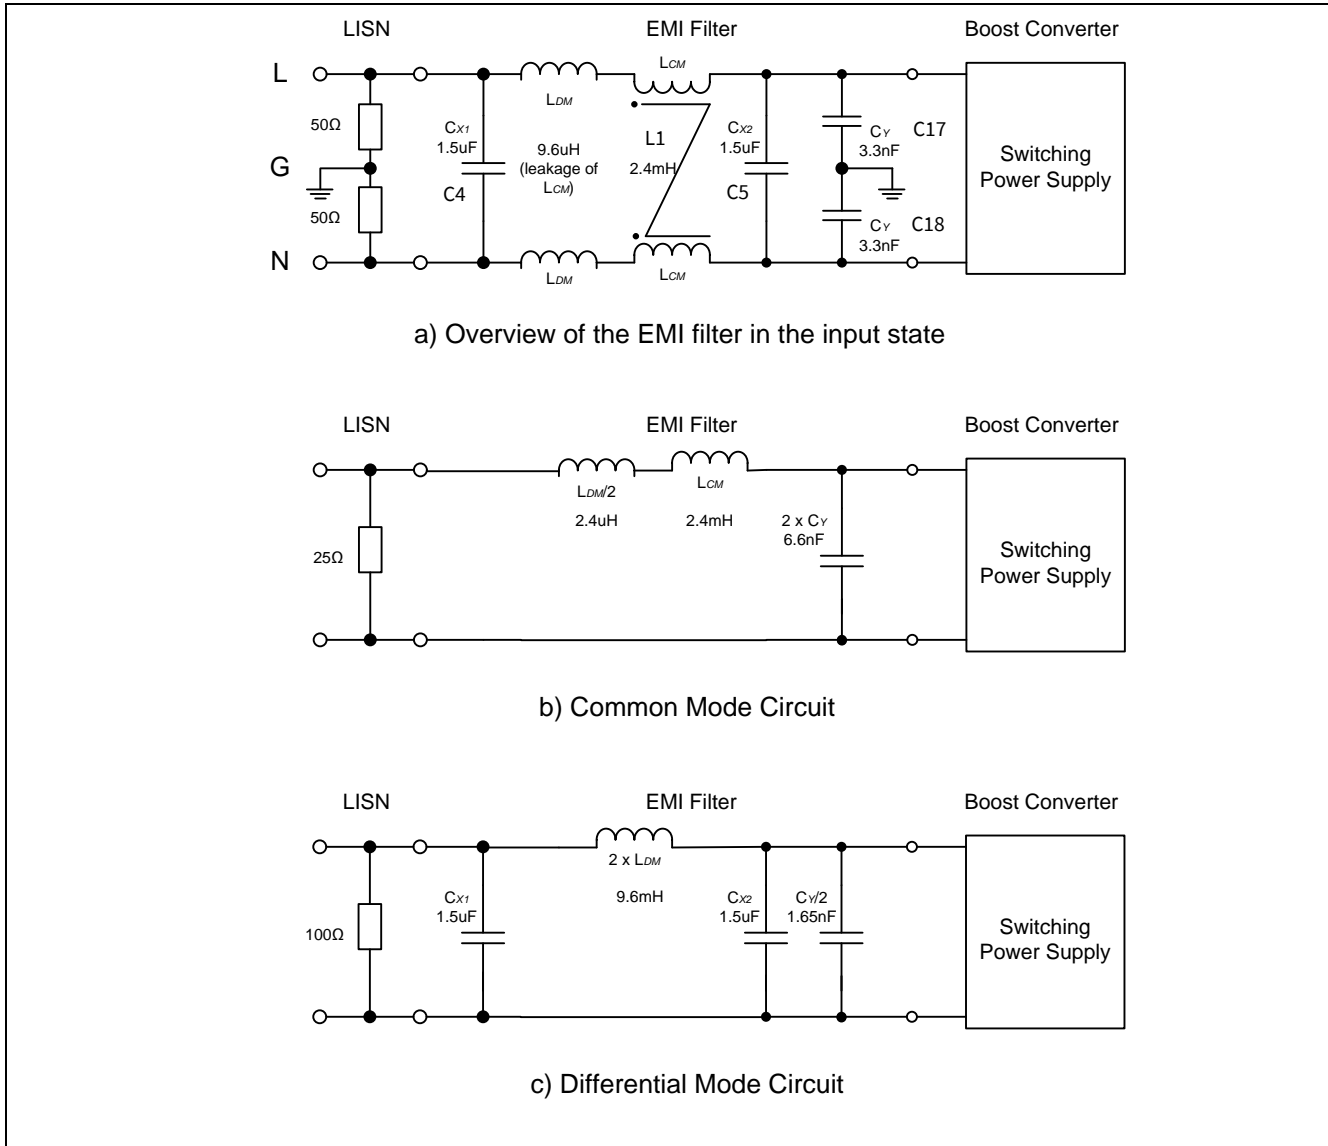 LISN
EMI Filter
Boost Converter
L
G
N
50Ω
50Ω
CX1
1.5uF
C4
LDM
9.6uH
(leakage of
LCM)
LDM
LCM
L1
2.4mH
LCM
CX2
1.5uF
C5
CY
3.3nF
C17
CY
3.3nF
C18
Switching
Power Supply
a) Overview of the EMI filter in the input state
LISN
EMI Filter
Boost Converter
25Ω
LDM/2
2.4uH
LCM
2.4mH
2 x CY
6.6nF
Switching
Power Supply
b) Common Mode Circuit
LISN
EMI Filter
Boost Converter
100Ω
CX1
1.5uF
2 x LDM
9.6mH
CX2
1.5uF
CY/2
1.65nF
Switching
Power Supply
c) Differential Mode Circuit